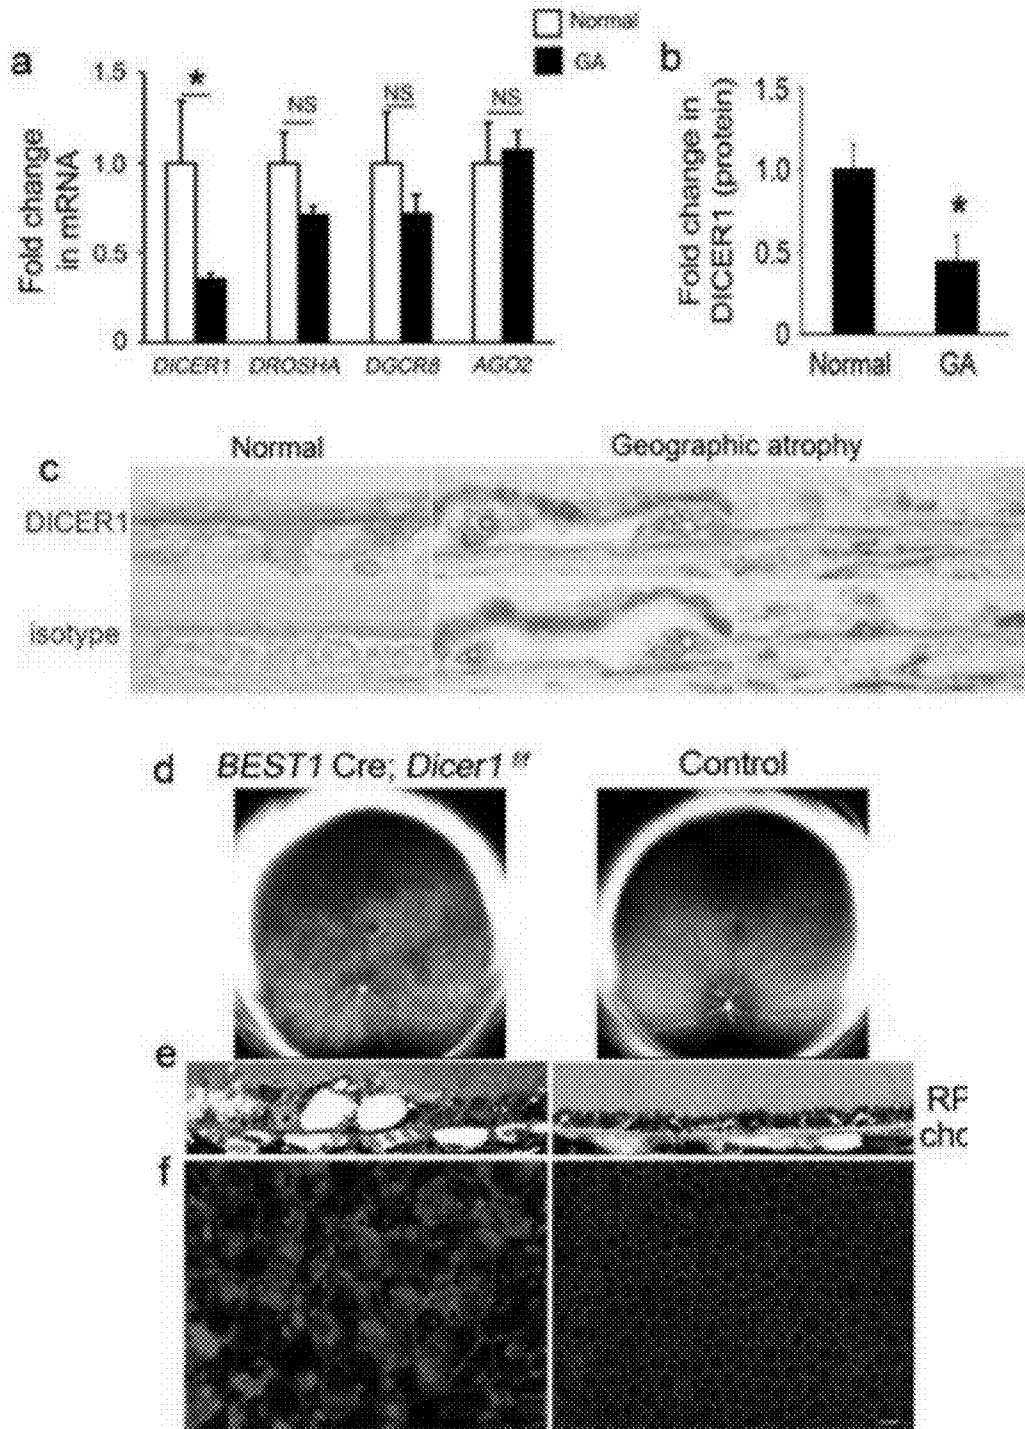 Normal
GA
a
Fold change
in mRNA
1.5
1.0
0.5
0
*
NS
NS
NS
DICER1 DROSHA DGCR8 AGO2
b
Fold change in
DICER1 (protein)
1.5
1.0
0.5
0
*
Normal GA
c
Normal Geographic atrophy
DICER1
isotype
d
BEST1 Cre; Dicer1 f/f Control
e
RP
cho
f